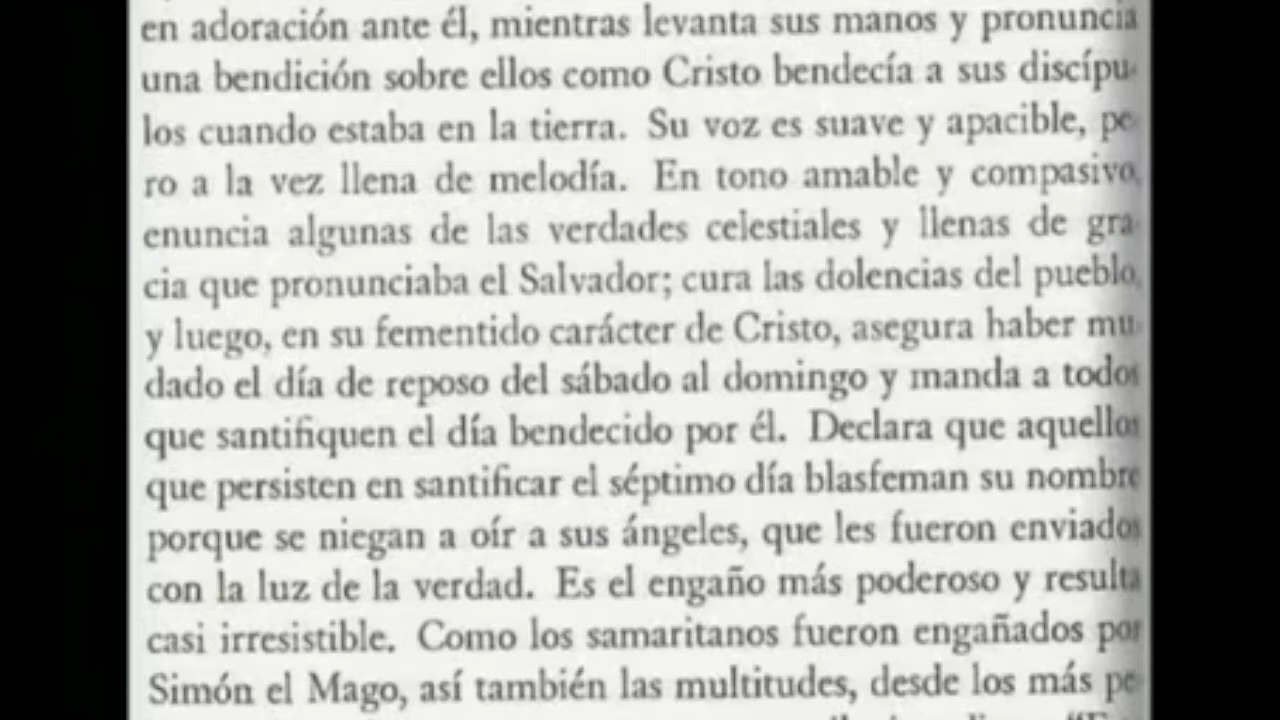 en adoración ante él, mientras levanta sus manos y pronuncia
una bendición sobre ellos como Cristo bendecía a sus discípu-
los cuando estaba en la tierra. Su voz es suave y apacible, pe-
ro a la vez llena de melodía. En tono amable y compasivo,
enuncia algunas de las verdades celestiales y llenas de gra-
cia que pronunciaba el Salvador; cura las dolencias del pueblo,
y luego, en su fementido carácter de Cristo, asegura haber mu-
dado el día de reposo del sábado al domingo y manda a todos
que santifiquen el día bendecido por él. Declara que aquellos
que persisten en santificar el séptimo día blasfeman su nombre
porque se niegan a oír a sus ángeles, que les fueron enviados
con la luz de la verdad. Es el engaño más poderoso y resulta
casi irresistible. Como los samaritanos fueron engañados por
Simón el Mago, así también las multitudes, desde los más pe-